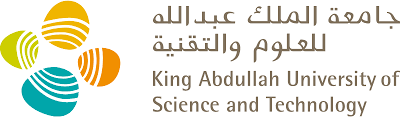 جامعة الملك عبدالله
للعلوم والتقنية
King Abdullah University of
Science and Technology